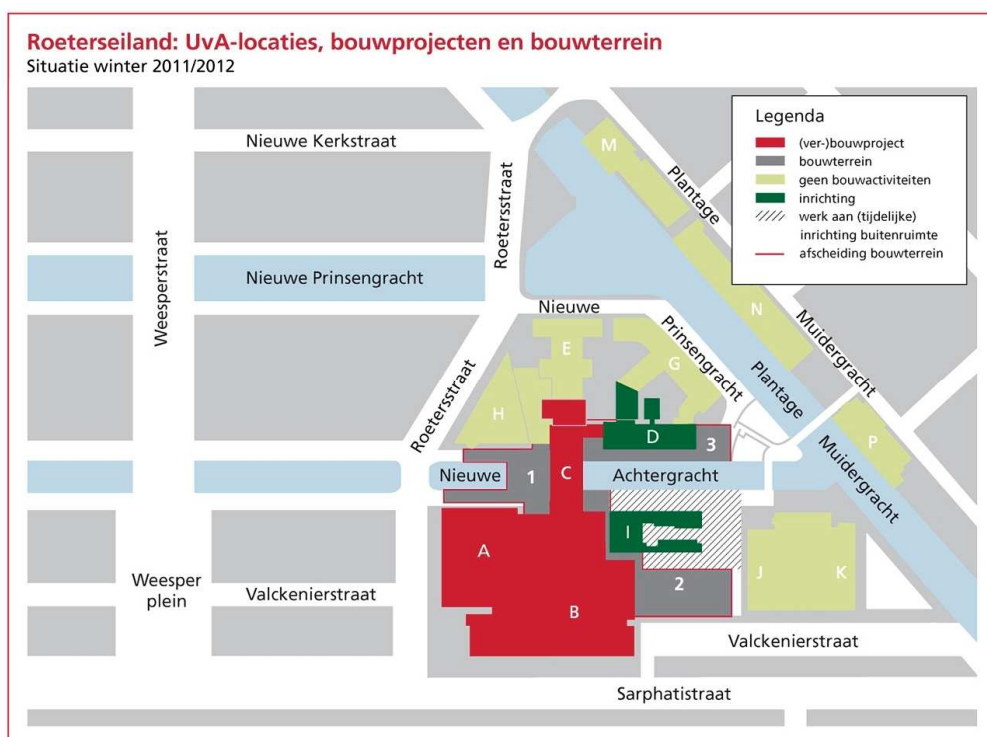 Roeterseiland: UvA-locaties, bouwprojecten en bouwterrein
Situatie winter 2011/2012
Legenda
(ver-)bouwproject
bouwterrein
geen bouwactiviteiten
inrichting
werk aan (tijdelijke)
inrichting buitenruimte
afscheiding bouwterrein
Nieuwe Kerkstraat
M
Plantage
Roetersstraat
Weesperstraat
Nieuwe Prinsengracht
Nieuwe
N
Muidergracht
Prinsengracht
E
G
Plantage
Roetersstraat
H
D
3
P
Muidergracht
Nieuwe
1
C
Achtergracht
I
A
J
K
Weesper
plein
Valckenierstraat
2
B
Valckenierstraat
Sarphatistraat